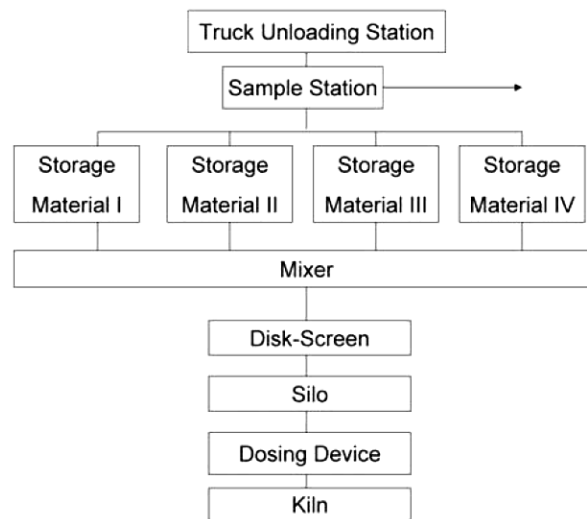 Truck Unloading Station
Sample Station
Storage
Material I
Storage
Material II
Storage
Material III
Storage
Material IV
Mixer
Disk-Screen
Silo
Dosing Device
Kiln